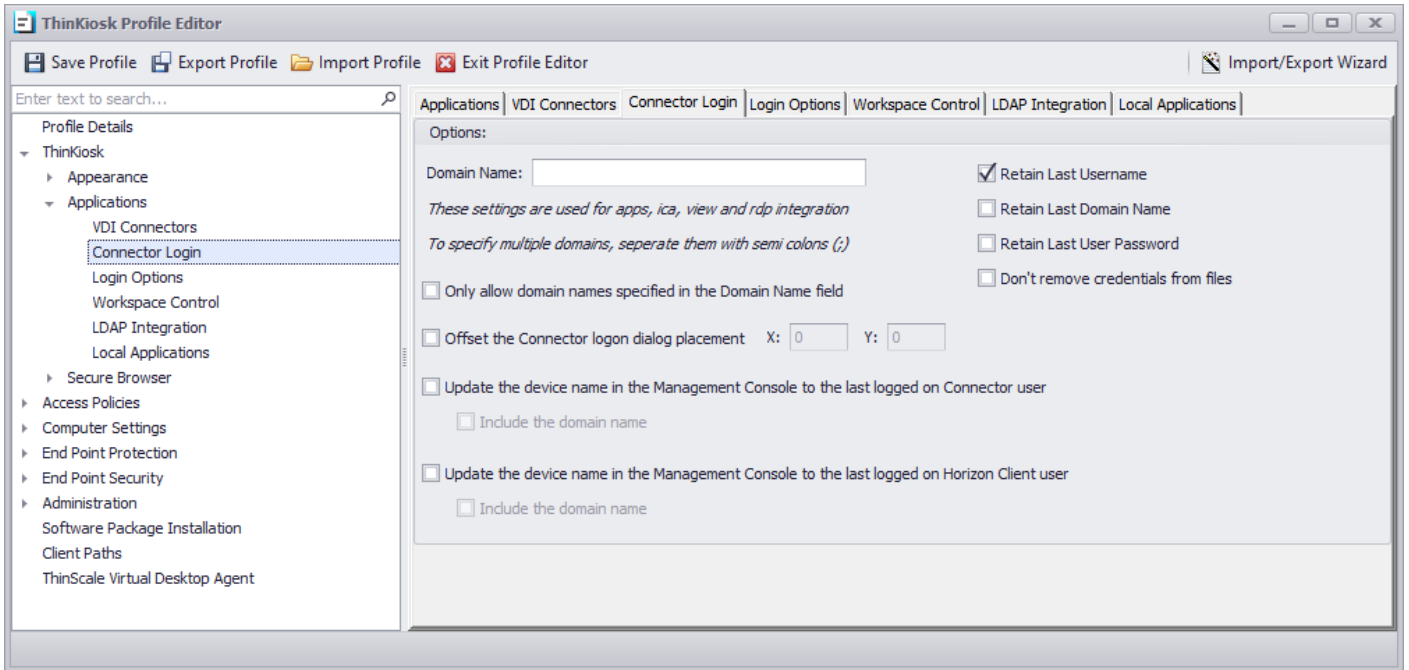 ThinKiosk Profile Editor
Save Profile Export Profile Import Profile Exit Profile Editor Import/Export Wizard
Enter text to search...
Profile Details
ThinKiosk
Appearance
Applications
VDI Connectors
Connector Login
Login Options
Workspace Control
LDAP Integration
Local Applications
Secure Browser
Access Policies
Computer Settings
End Point Protection
End Point Security
Administration
Software Package Installation
Client Paths
ThinScale Virtual Desktop Agent
Applications VDI Connectors Connector Login Login Options Workspace Control LDAP Integration Local Applications
Options:
Domain Name:
These settings are used for apps, ica, view and rdp integration
To specify multiple domains, seperate them with semi colons (;)
Only allow domain names specified in the Domain Name field
Retain Last Username
Retain Last Domain Name
Retain Last User Password
Don't remove credentials from files
Offset the Connector logon dialog placement X: 0 Y: 0
Update the device name in the Management Console to the last logged on Connector user
Include the domain name
Update the device name in the Management Console to the last logged on Horizon Client user
Include the domain name